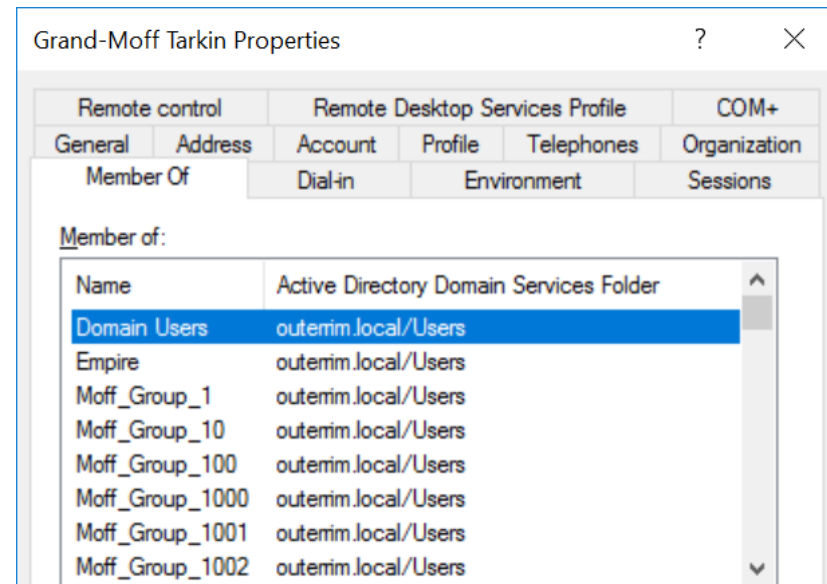 Grand-Moff Tarkin Properties ? ×
Remote control Remote Desktop Services Profile COM+
General Address Account Profile Telephones Organization
Member Of Dial-in Environment Sessions
Member of:
Name Active Directory Domain Services Folder
Domain Users outerrim.local/Users
Empire outerrim.local/Users
Moff_Group_1 outerrim.local/Users
Moff_Group_10 outerrim.local/Users
Moff_Group_100 outerrim.local/Users
Moff_Group_1000 outerrim.local/Users
Moff_Group_1001 outerrim.local/Users
Moff_Group_1002 outerrim.local/Users